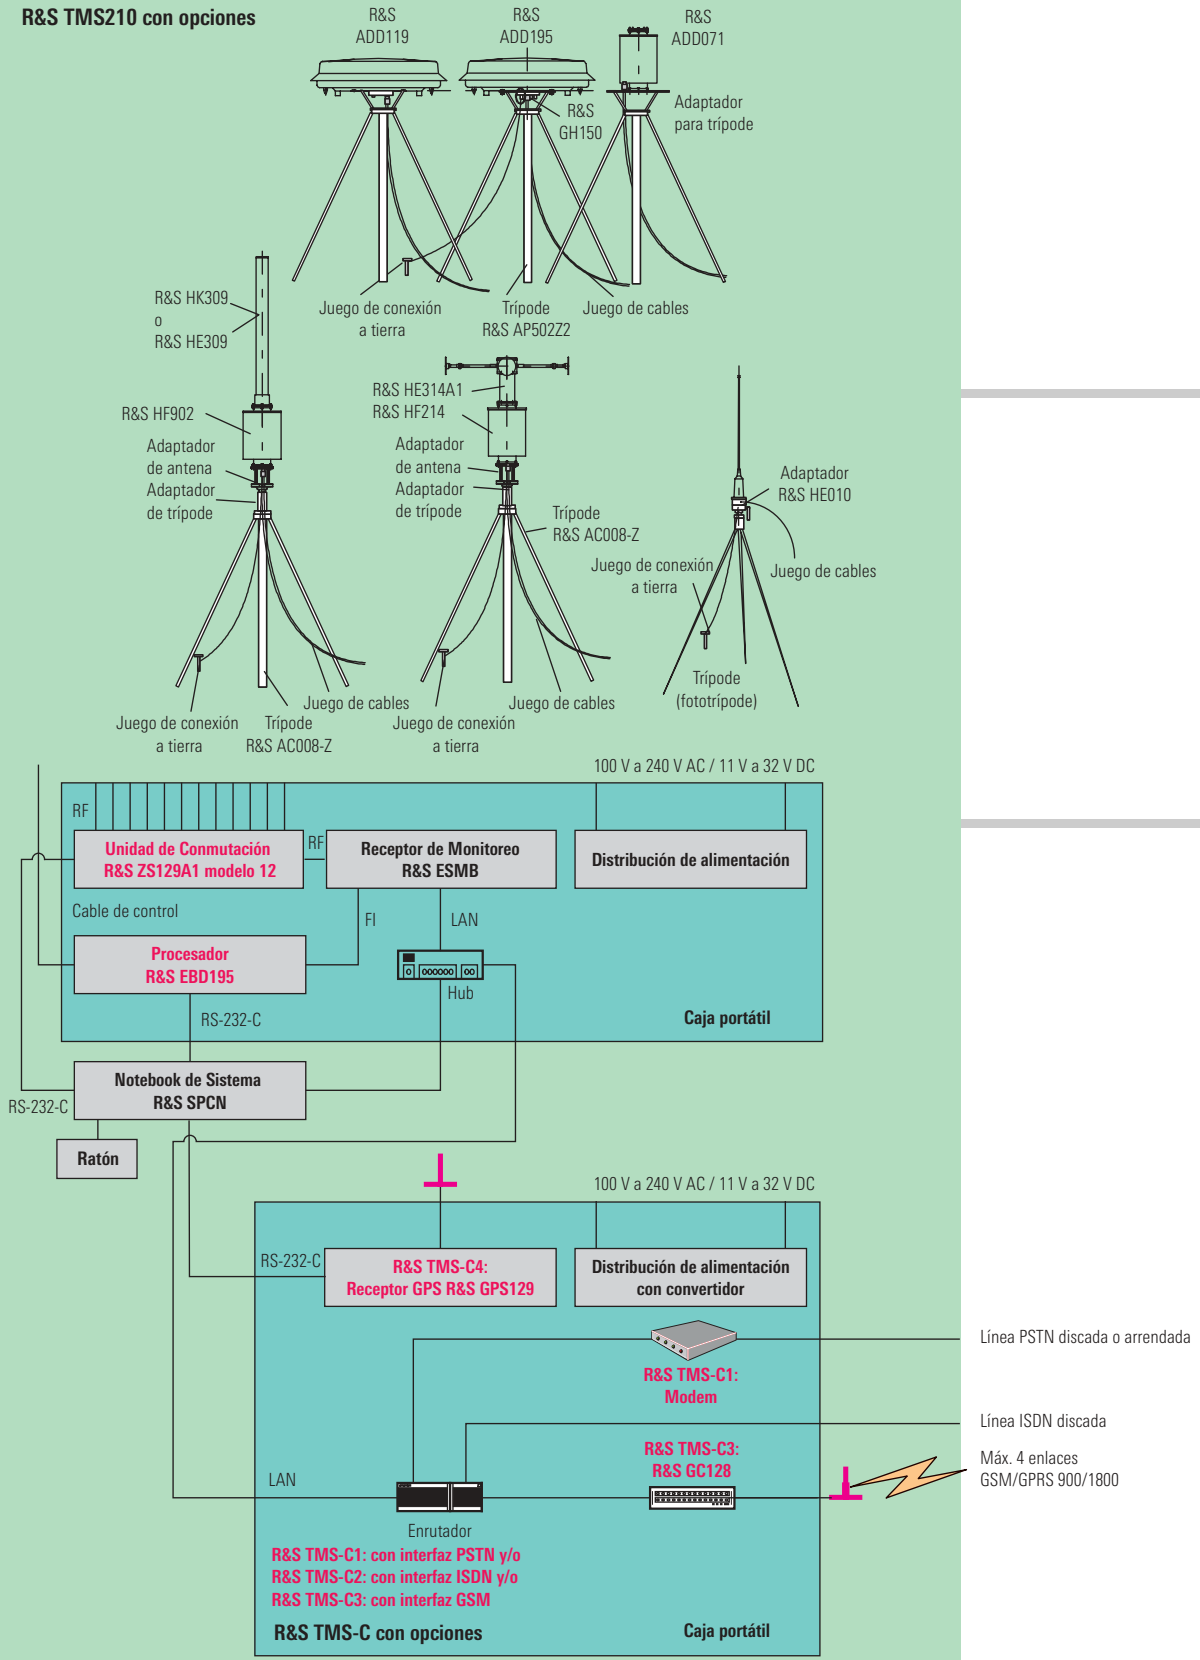 R&S TMS210 con opciones
R&S
ADD119
R&S
ADD195
R&S
ADD071
R&S
GH150
Adaptador
para trípode
Juego de conexión
a tierra
Trípode
R&S AP502Z2
Juego de cables
R&S HK309
o
R&S HE309
R&S HF902
Adaptador
de antena
Adaptador
de trípode
R&S HE314A1
R&S HF214
Adaptador
de antena
Adaptador
de trípode
Trípode
R&S AC008-Z
Adaptador
R&S HE010
Juego de conexión
a tierra
Juego de cables
Trípode
(fototrípode)
Juego de cables
Juego de conexión
a tierra
Trípode
R&S AC008-Z
Juego de cables
Juego de conexión
a tierra
100 V a 240 V AC / 11 V a 32 V DC
RF
Unidad de Conmutación
R&S ZS129A1 modelo 12
RF
Receptor de Monitoreo
R&S ESMB
Distribución de alimentación
Cable de control
FI
LAN
Procesador
R&S EBD195
Hub
RS-232-C
Caja portátil
Notebook de Sistema
R&S SPCN
RS-232-C
Ratón
100 V a 240 V AC / 11 V a 32 V DC
RS-232-C
R&S TMS-C4:
Receptor GPS R&S GPS129
Distribución de alimentación
con convertidor
Línea PSTN discada o arrendada
R&S TMS-C1:
Modem
Línea ISDN discada
R&S TMS-C3:
R&S GC128
Máx. 4 enlaces
GSM/GPRS 900/1800
LAN
Enrutador
R&S TMS-C1: con interfaz PSTN y/o
R&S TMS-C2: con interfaz ISDN y/o
R&S TMS-C3: con interfaz GSM
R&S TMS-C con opciones
Caja portátil